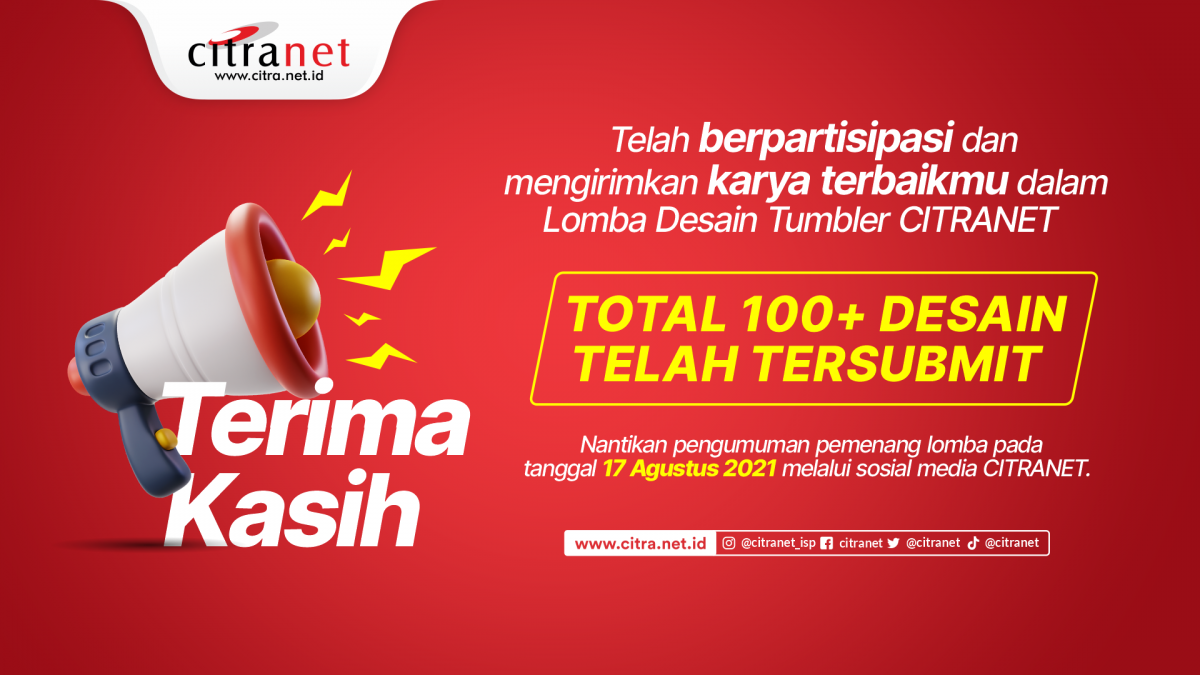 citranet
www.citra.net.id
Terima
Kasih
Telah berpartisipasi dan
mengirimkan karya terbaikmu dalam
Lomba Desain Tumbler CITRANET
TOTAL 100+ DESAIN
TELAH TERSUBMIT
Nantikan pengumuman pemenang lomba pada
tanggal 17 Agustus 2021 melalui sosial media CITRANET.
www.citra.net.id @citranet_isp citranet @citranet @citranet